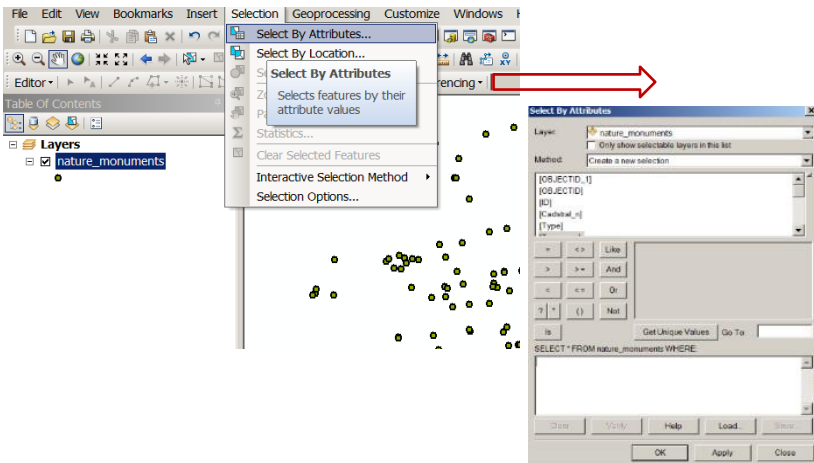 File Edit View Bookmarks Insert Selection Geoprocessing Customize Windows
Select By Attributes...
Select By Location...
Select By Attributes
Selects features by their
attribute values
Statistics...
Clear Selected Features
Interactive Selection Method
Selection Options...
Editor
rencing
Table Of Contents
Layers
nature_monuments
Select By Attributes
Layer: nature_monuments
Only show selectable layers in this list
Method: Create a new selection
[OBJECTID_1]
[OBJECTID]
[ID]
[Cadstral_n]
[Type]
= <> Like
> >= And
< <= Or
? * () Not
Is Get Unique Values Go To:
SELECT * FROM nature_monuments WHERE:
Clear Verify Help Load... Save...
OK Apply Close